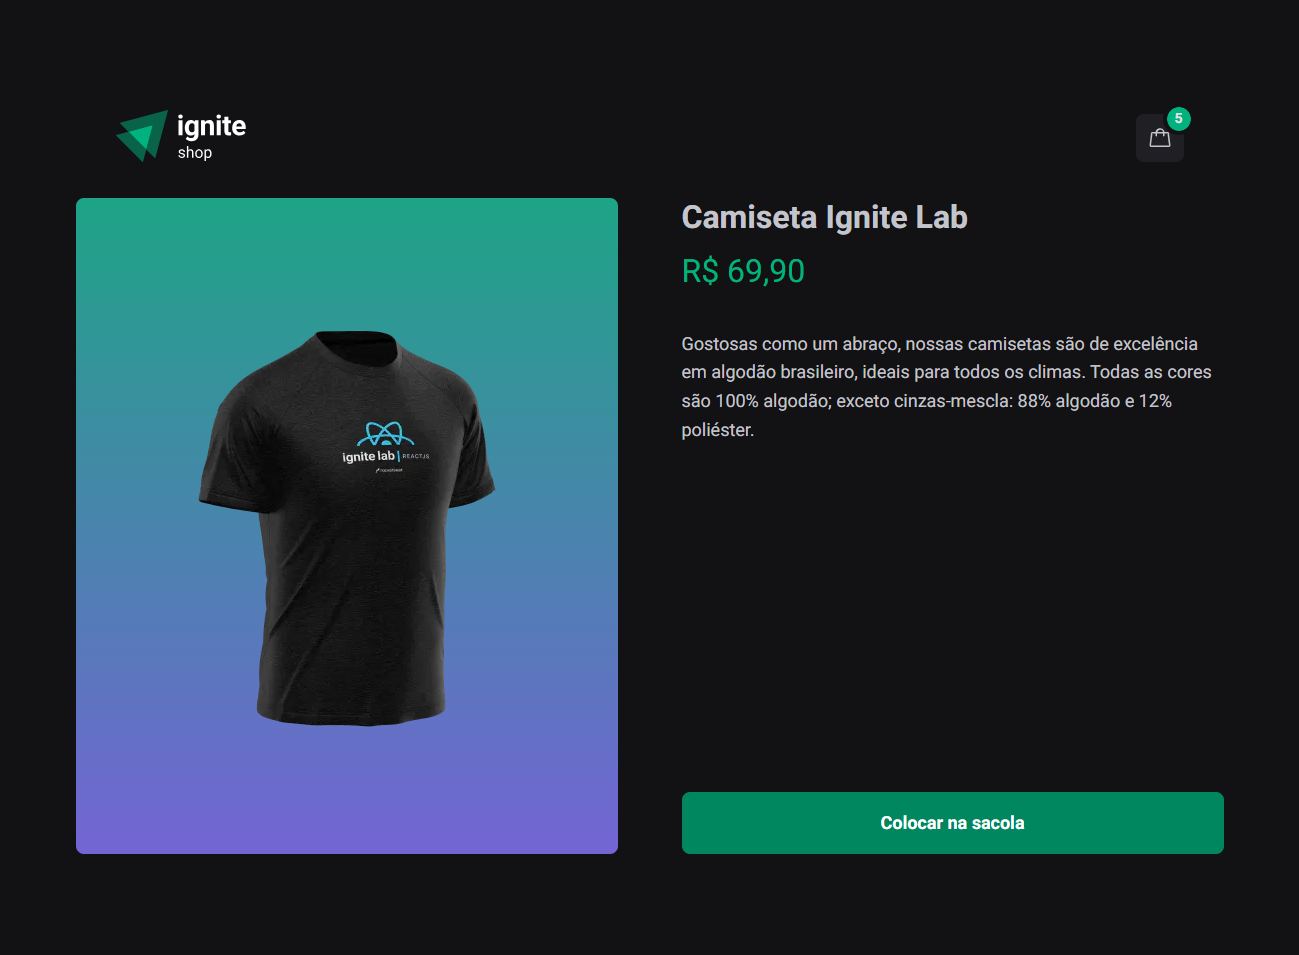 ignite
shop
5
Camiseta Ignite Lab
R$ 69,90
Gostosas como um abraço, nossas camisetas são de excelência
em algodão brasileiro, ideais para todos os climas. Todas as cores
são 100% algodão; exceto cinzas-mescla: 88% algodão e 12%
poliéster.
ignite lab | REACTJS
Colocar na sacola